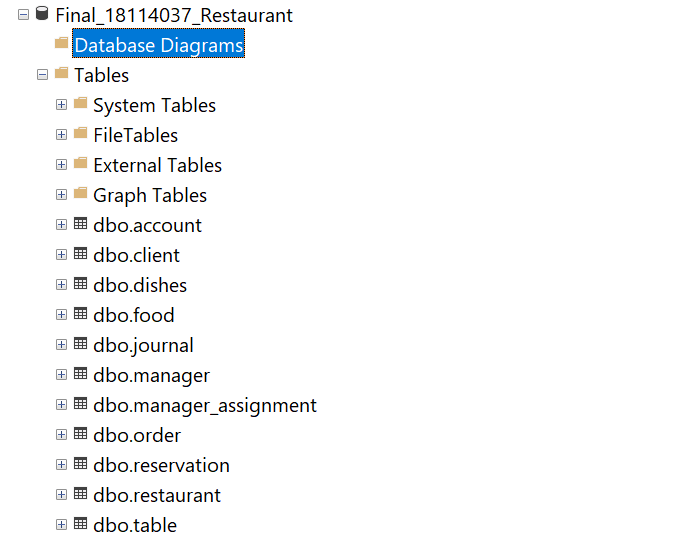 Final_18114037_Restaurant
Database Diagrams
Tables
System Tables
FileTables
External Tables
Graph Tables
dbo.account
dbo.client
dbo.dishes
dbo.food
dbo.journal
dbo.manager
dbo.manager_assignment
dbo.order
dbo.reservation
dbo.restaurant
dbo.table